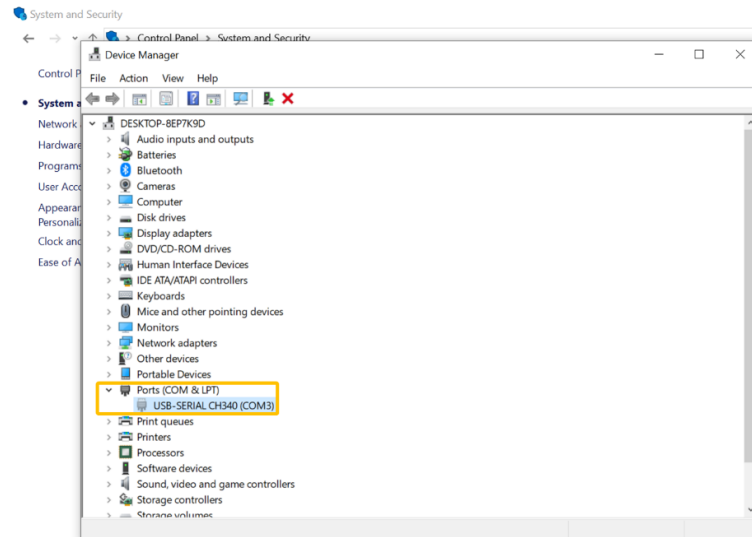 System and Security
Control Panel > System and Security
Device Manager
File Action View Help
Control P
System a
Network
Hardware
Programs
User Acc
Appearan
Personaliz
Clock and
Ease of A
DESKTOP-8EP7K9D
Audio inputs and outputs
Batteries
Bluetooth
Cameras
Computer
Disk drives
Display adapters
DVD/CD-ROM drives
Human Interface Devices
IDE ATA/ATAPI controllers
Keyboards
Mice and other pointing devices
Monitors
Network adapters
Other devices
Portable Devices
Ports (COM & LPT)
USB-SERIAL CH340 (COM3)
Print queues
Printers
Processors
Software devices
Sound, video and game controllers
Storage controllers
Storage volumes